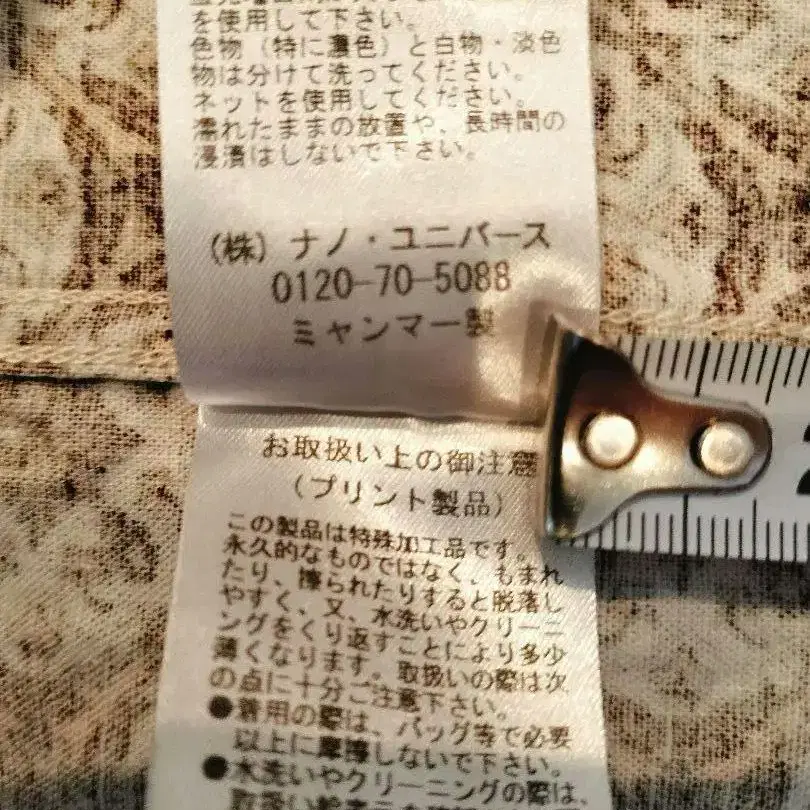 を使用して下さい。
色物（特に濃色）と白物・淡色
物は分けて洗ってください。
ネットを使用してください。
濡れたままの放置や、長時間の
浸漬はしないで下さい。
（株）ナノ・ユニバース
0120-70-5088
ミャンマー製
お取扱い上の御注意
（プリント製品）
この製品は特殊加工品です。
永久的なものではなく、もまれ
たり、擦られたりすると脱落し
やすく、又、水洗いやクリーニ
ングをくり返すことにより多少
薄くなります。取扱いの際は次
の点に十分ご注意下さい。
●着用の際は、バッグ等で必要
以上に摩擦しないで下さい。
●水洗いやクリーニングの際は、